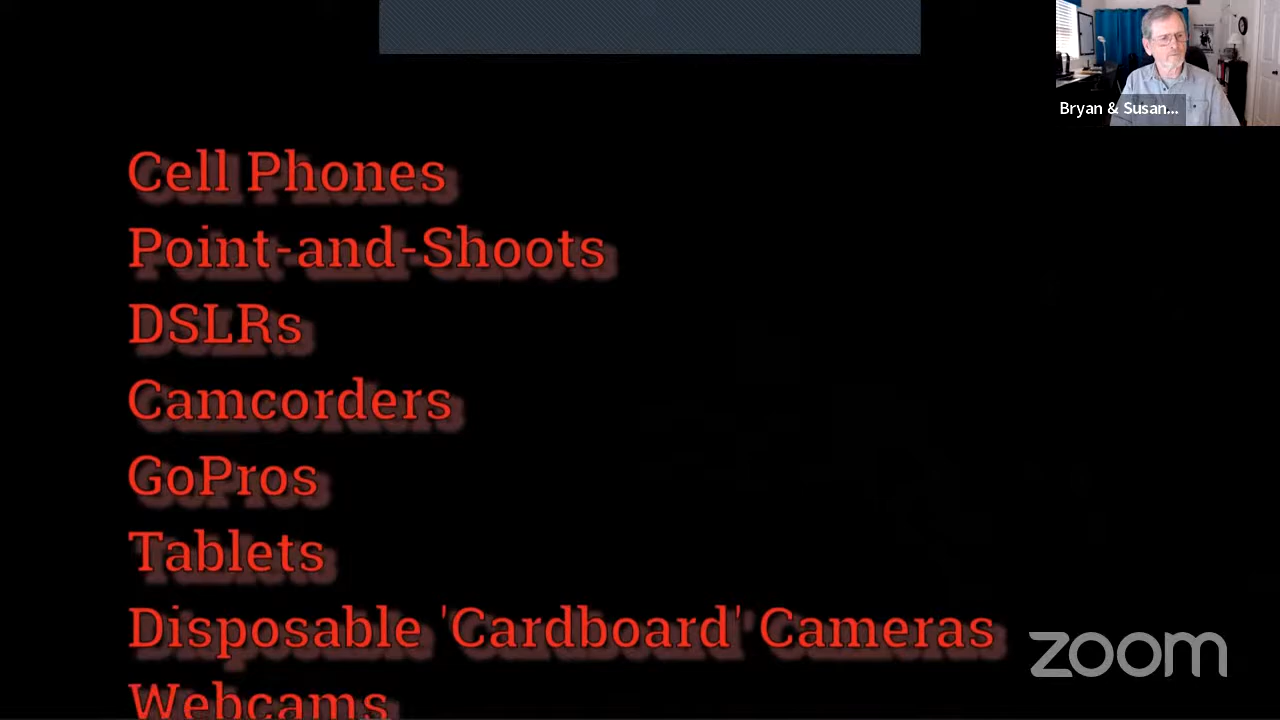 Bryan & Susan...
Cell Phones
Point-and-Shoots
DSLRs
Camcorders
GoPros
Tablets
Disposable 'Cardboard' Cameras
zoom
Webcams